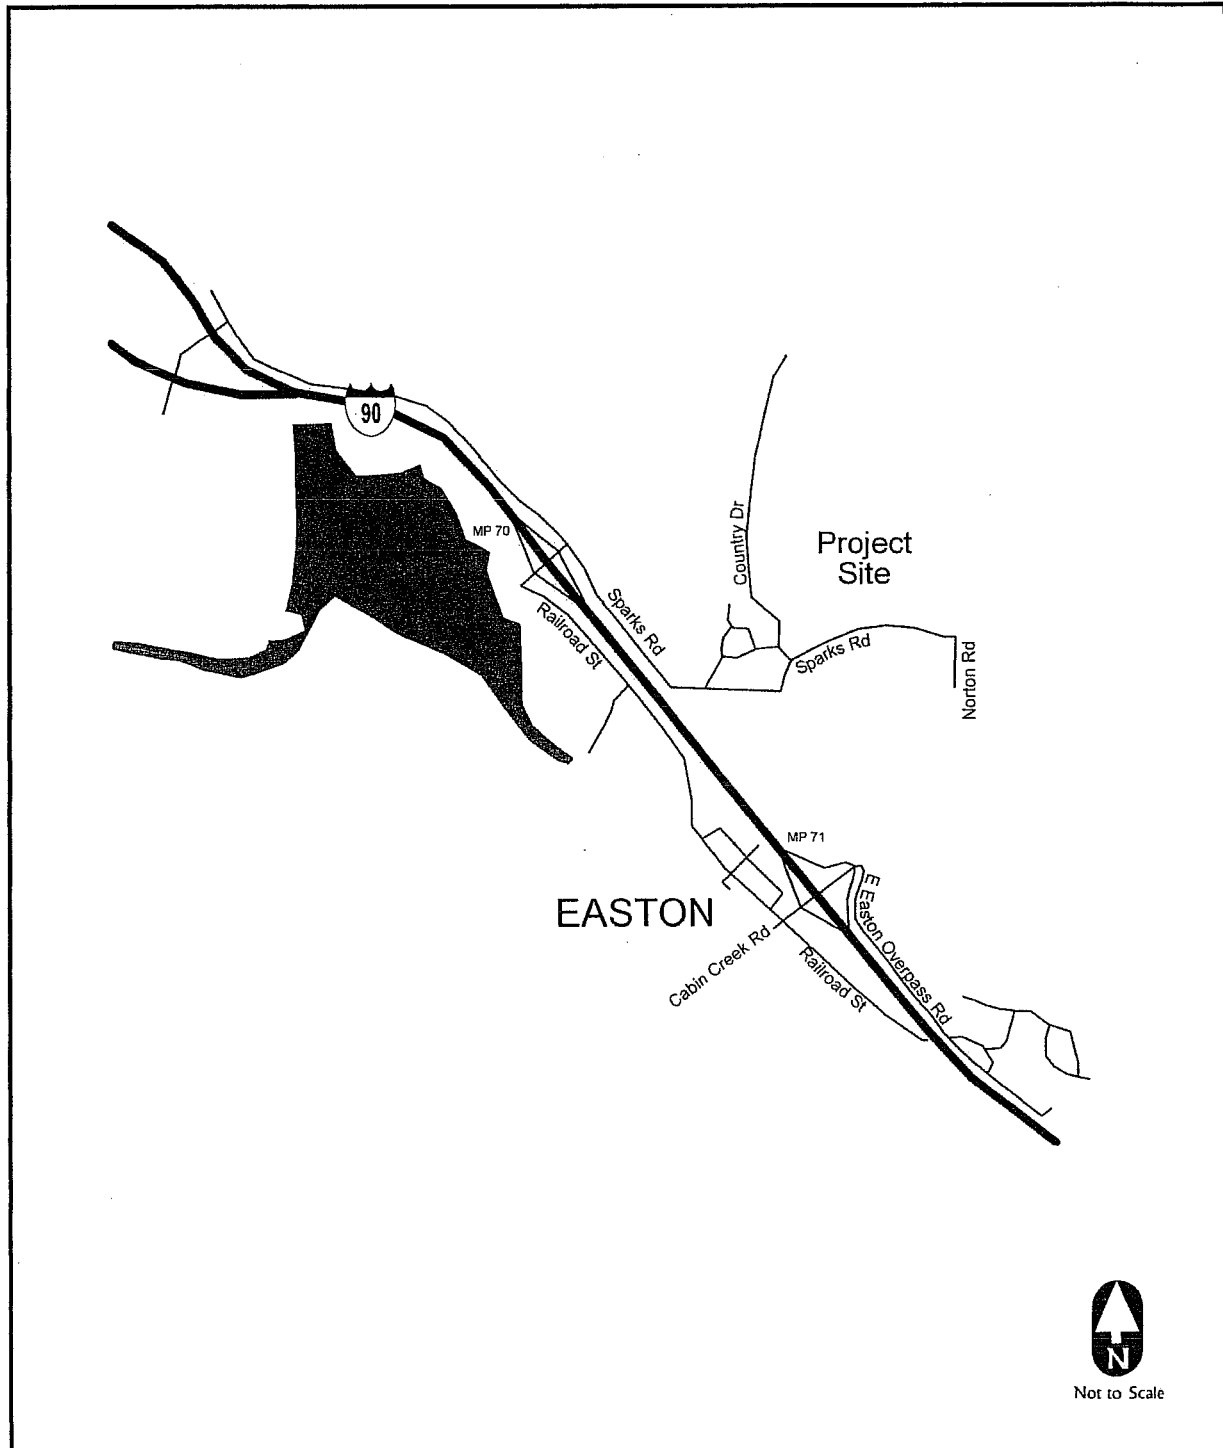 90
MP 70
Country Dr
Project
Site
Sparks Rd
Railroad St
Sparks Rd
Norton Rd
MP 71
EASTON
E Easton Overpass Rd
Cabin Creek Rd
Railroad St
N
Not to Scale